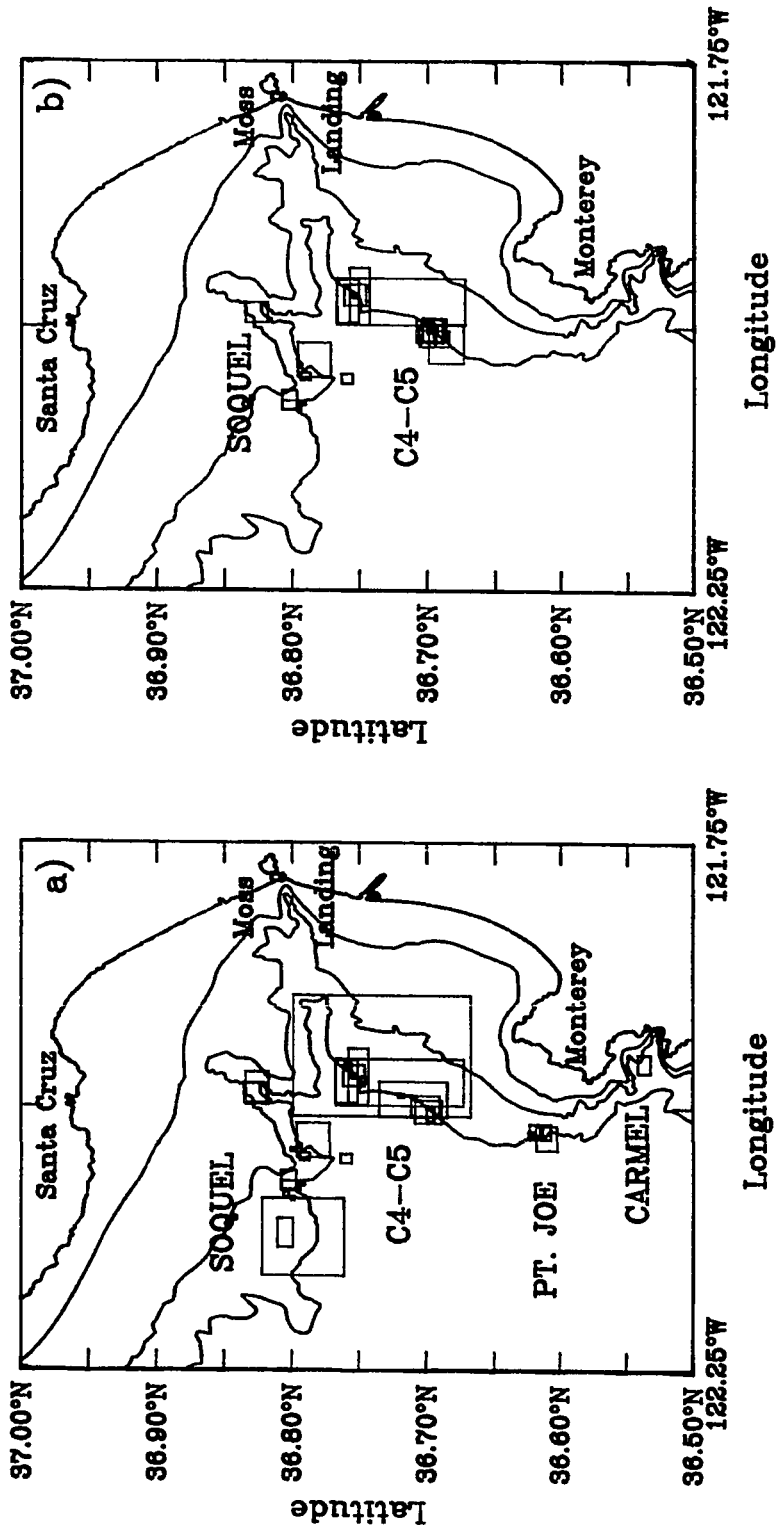 a)
37.00°N
36.90°N
36.80°N
36.70°N
36.60°N
36.50°N
Latitude
122.25°W
121.75°W
Longitude
Santa Cruz
Moss
Landing
SOQUEL
C4-C5
Monterey
PT. JOE
CARMEL
b)
37.00°N
36.90°N
36.80°N
36.70°N
36.60°N
36.50°N
Latitude
122.25°W
121.75°W
Longitude
Santa Cruz
Moss
Landing
SOQUEL
C4-C5
Monterey